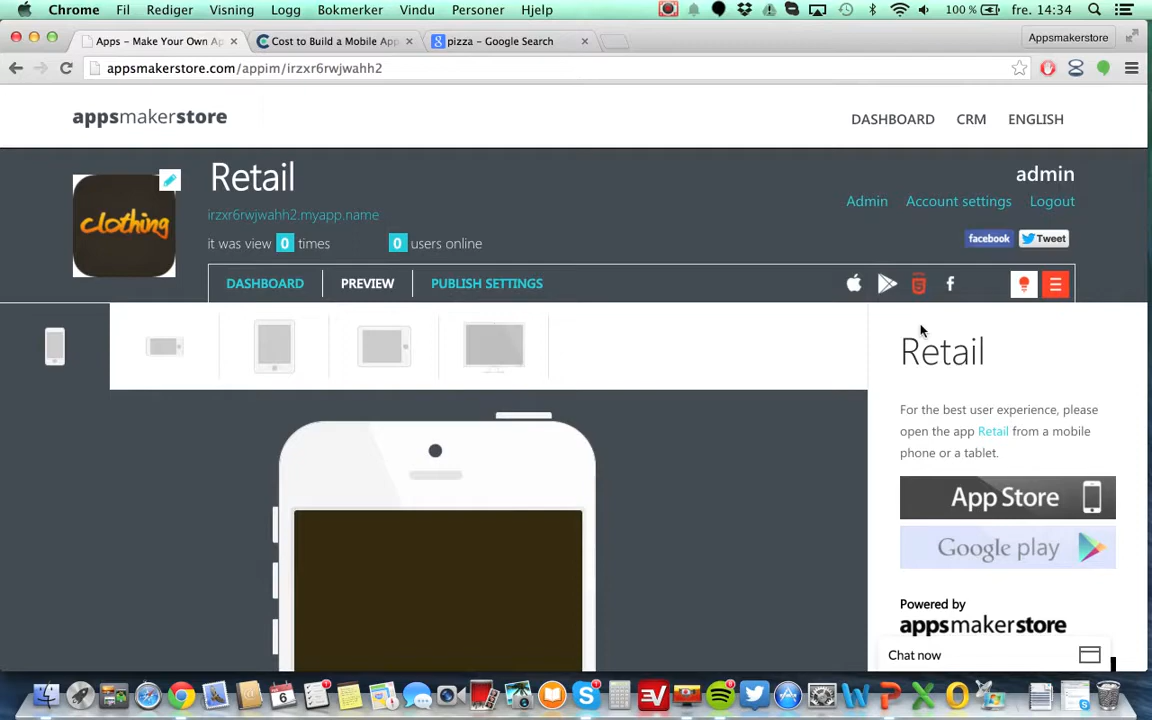 Chrome Fil Rediger Visning Logg Bokmerker Vindu Personer Hjelp 100 % fre. 14:34
Apps – Make Your Own Ap
Cost to Build a Mobile App
pizza – Google Search
Appsmakerstore
appsmakerstore.com/appim/irzxr6rwjwahh2
appsmakerstore
DASHBOARD CRM ENGLISH
clothing
Retail
admin
irzxr6rwjwahh2.myapp.name
Admin Account settings Logout
it was view 0 times 0 users online
facebook Tweet
DASHBOARD PREVIEW PUBLISH SETTINGS
Retail
For the best user experience, please
open the app Retail from a mobile
phone or a tablet.
App Store
Google play
Powered by
appsmakerstore
Chat now